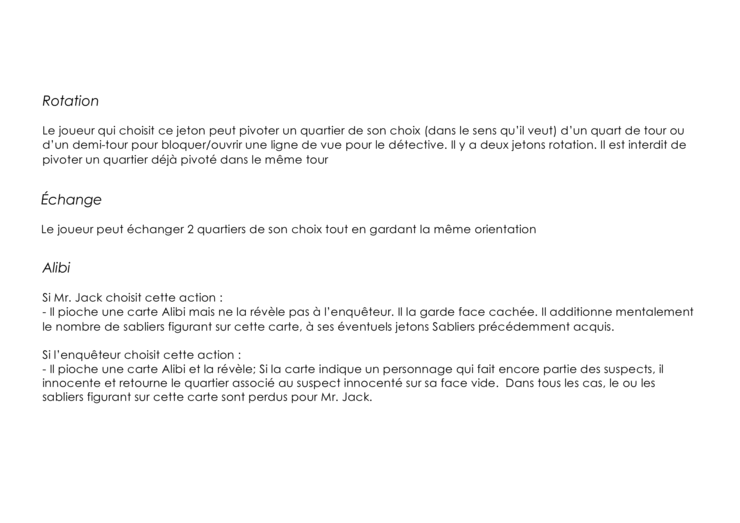 Rotation
Le joueur qui choisit ce jeton peut pivoter un quartier de son choix (dans le sens qu'il veut) d'un quart de tour ou
d'un demi-tour pour bloquer/ouvrir une ligne de vue pour le détective. Il y a deux jetons rotation. Il est interdit de
pivoter un quartier déjà pivoté dans le même tour
Échange
Le joueur peut échanger 2 quartiers de son choix tout en gardant la même orientation
Alibi
Si Mr. Jack choisit cette action :
- Il pioche une carte Alibi mais ne la révèle pas à l'enquêteur. Il la garde face cachée. Il additionne mentalement
le nombre de sabliers figurant sur cette carte, à ses éventuels jetons Sabliers précédemment acquis.
Si l'enquêteur choisit cette action :
- Il pioche une carte Alibi et la révèle; Si la carte indique un personnage qui fait encore partie des suspects, il
innocente et retourne le quartier associé au suspect innocenté sur sa face vide.  Dans tous les cas, le ou les
sabliers figurant sur cette carte sont perdus pour Mr. Jack.